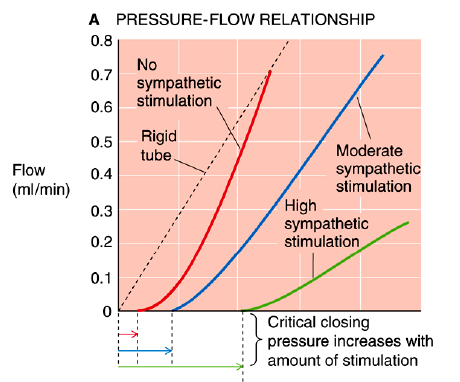 A PRESSURE-FLOW RELATIONSHIP
0.8
0.7
0.6
0.5
0.4
0.3
0.2
0.1
0
Flow
(ml/min)
No
sympathetic
stimulation
Rigid
tube
Moderate
sympathetic
stimulation
High
sympathetic
stimulation
Critical closing
pressure increases with
amount of stimulation